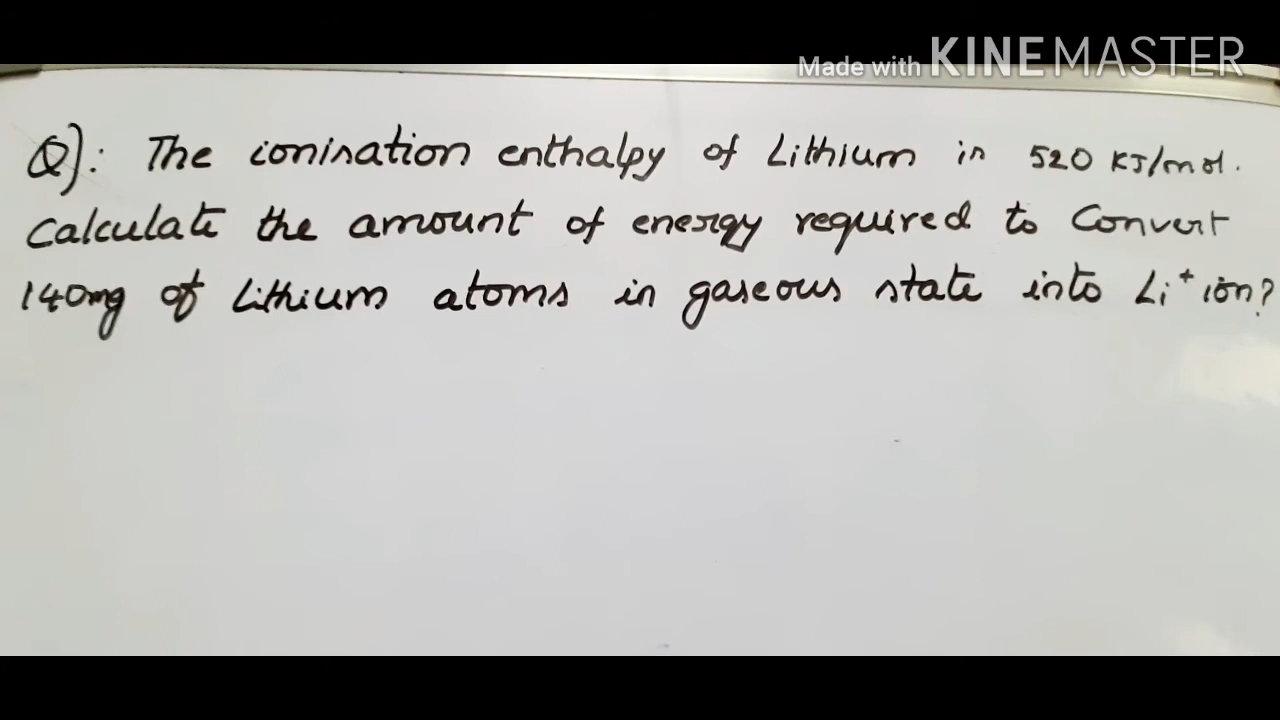 Made with KINEMASTER
Q]: The ionisation enthalpy of Lithium is 520 KJ/mol.
Calculate the amount of energy required to Convert
140mg of Lithium atoms in gaseous state into Li⁺ ion?